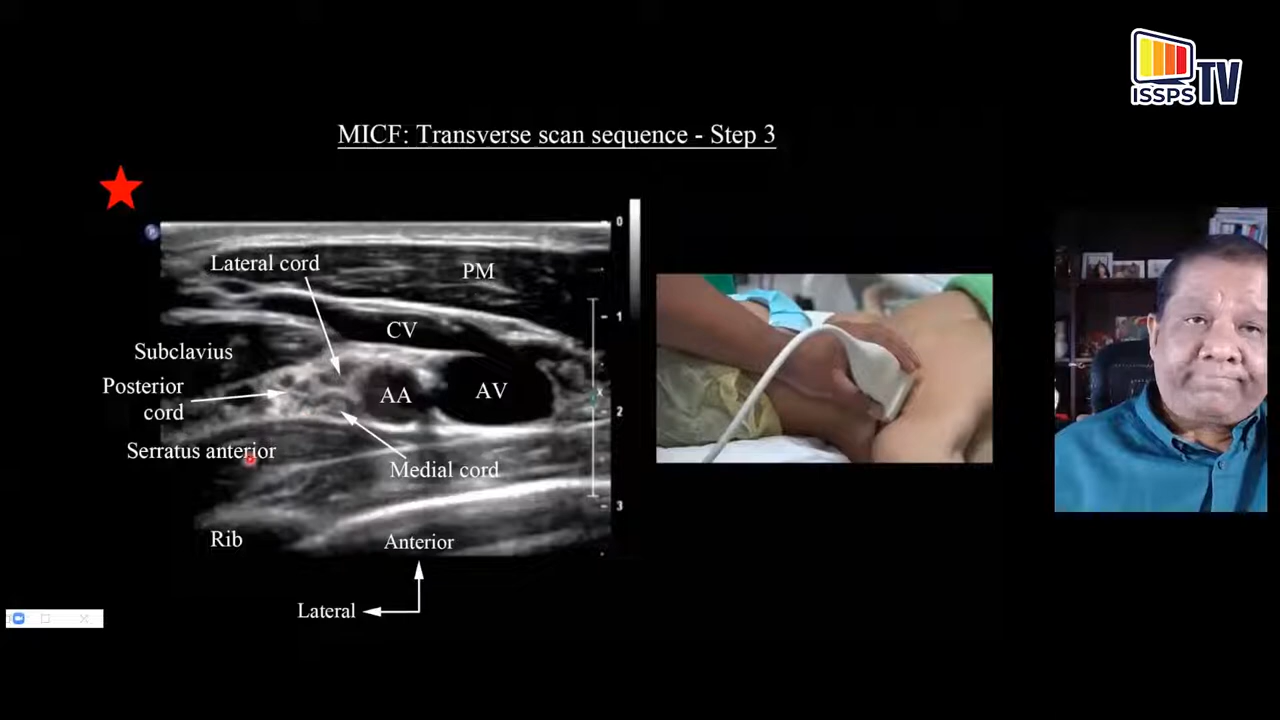 ISSPS TV
MICF: Transverse scan sequence - Step 3
0
Lateral cord
PM
1
CV
Subclavius
Posterior
cord
AA
AV
x
2
Serratus anterior
Medial cord
3
Rib
Anterior
Lateral